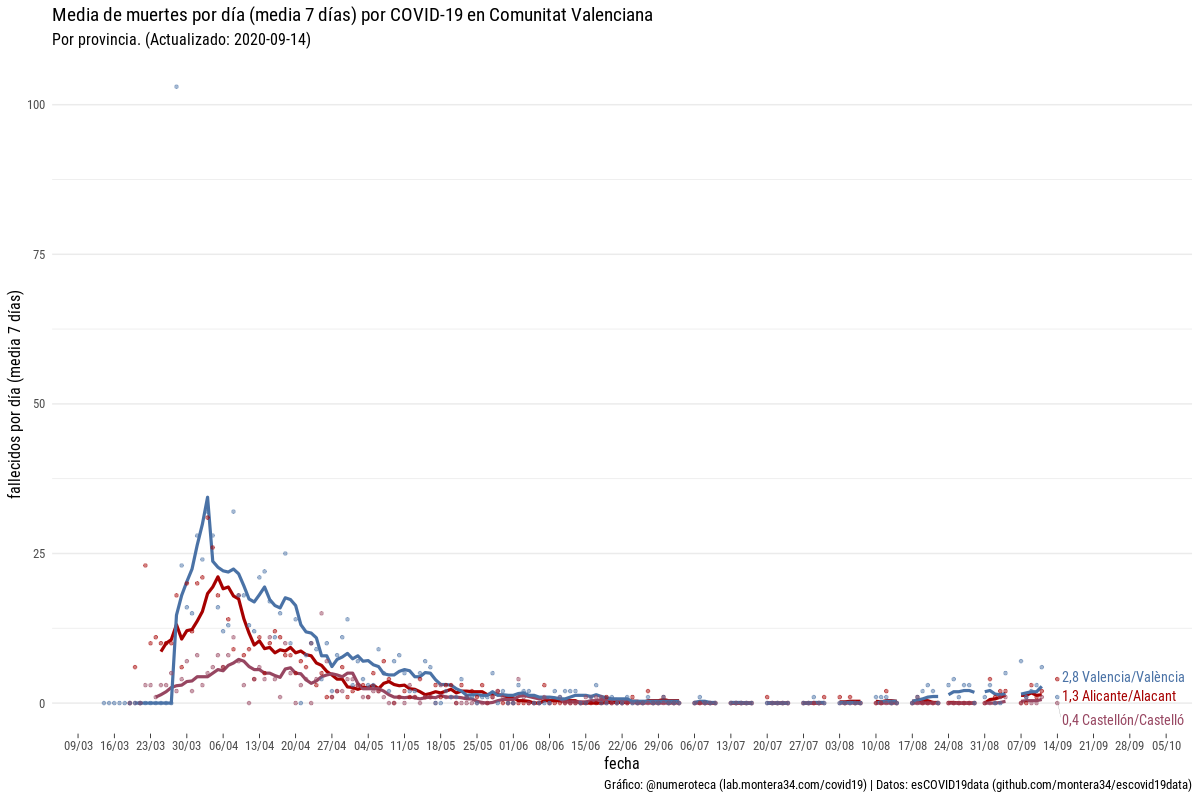 Media de muertes por día (media 7 días) por COVID-19 en Comunitat Valenciana
Por provincia. (Actualizado: 2020-09-14)
fallecidos por día (media 7 días)
100
75
50
25
0
2,8 Valencia/València
1,3 Alicante/Alacant
0,4 Castellón/Castelló
09/03 16/03 23/03 30/03 06/04 13/04 20/04 27/04 04/05 11/05 18/05 25/05 01/06 08/06 15/06 22/06 29/06 06/07 13/07 20/07 27/07 03/08 10/08 17/08 24/08 31/08 07/09 14/09 21/09 28/09 05/10
fecha
Gráfico: @numeroteca (lab.montera34.com/covid19) | Datos: esCOVID19data (github.com/montera34/escovid19data)